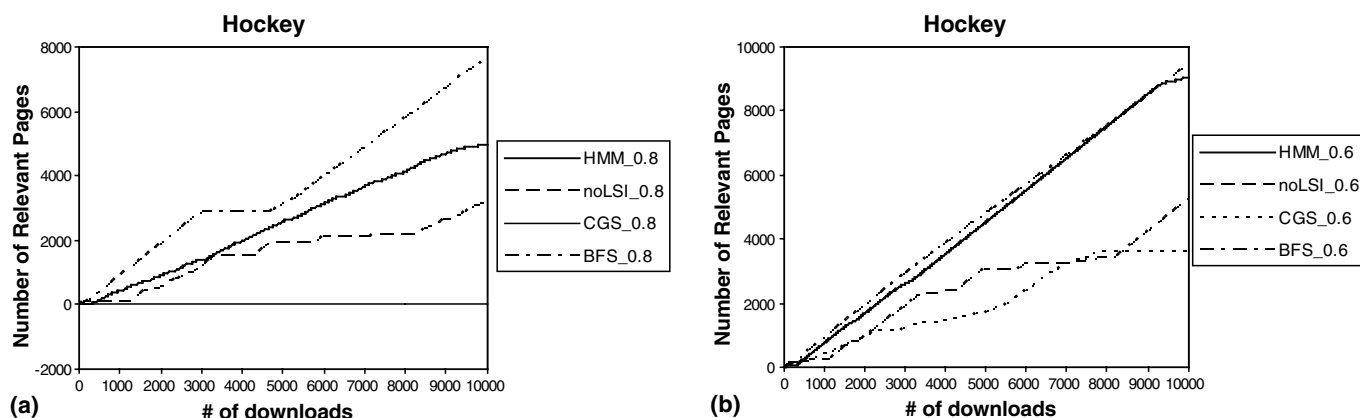 Hockey
8000
6000
4000
2000
0
-2000
Number of Relevant Pages
0 1000 2000 3000 4000 5000 6000 7000 8000 9000 10000
# of downloads
HMM_0.8
noLSI_0.8
CGS_0.8
BFS_0.8
(a)
Hockey
10000
8000
6000
4000
2000
0
Number of Relevant Pages
0 1000 2000 3000 4000 5000 6000 7000 8000 9000 10000
# of downloads
HMM_0.6
noLSI_0.6
CGS_0.6
BFS_0.6
(b)